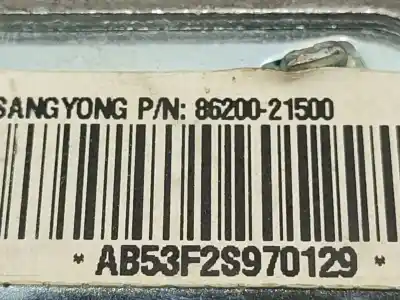 SANGYONG P/N: 86200-21500
* AB53F2S970129 *